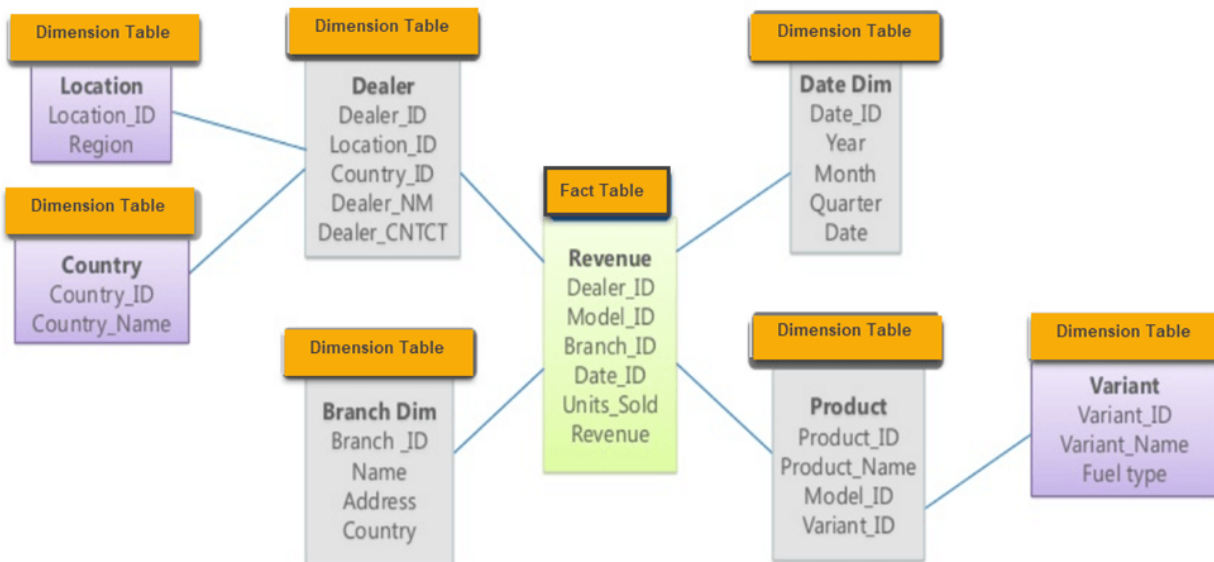 Dimension Table
Location
Location_ID
Region
Dimension Table
Country
Country_ID
Country_Name
Dimension Table
Dealer
Dealer_ID
Location_ID
Country_ID
Dealer_NM
Dealer_CNTCT
Dimension Table
Branch Dim
Branch _ID
Name
Address
Country
Fact Table
Revenue
Dealer_ID
Model_ID
Branch_ID
Date_ID
Units_Sold
Revenue
Dimension Table
Date Dim
Date_ID
Year
Month
Quarter
Date
Dimension Table
Product
Product_ID
Product_Name
Model_ID
Variant_ID
Dimension Table
Variant
Variant_ID
Variant_Name
Fuel type